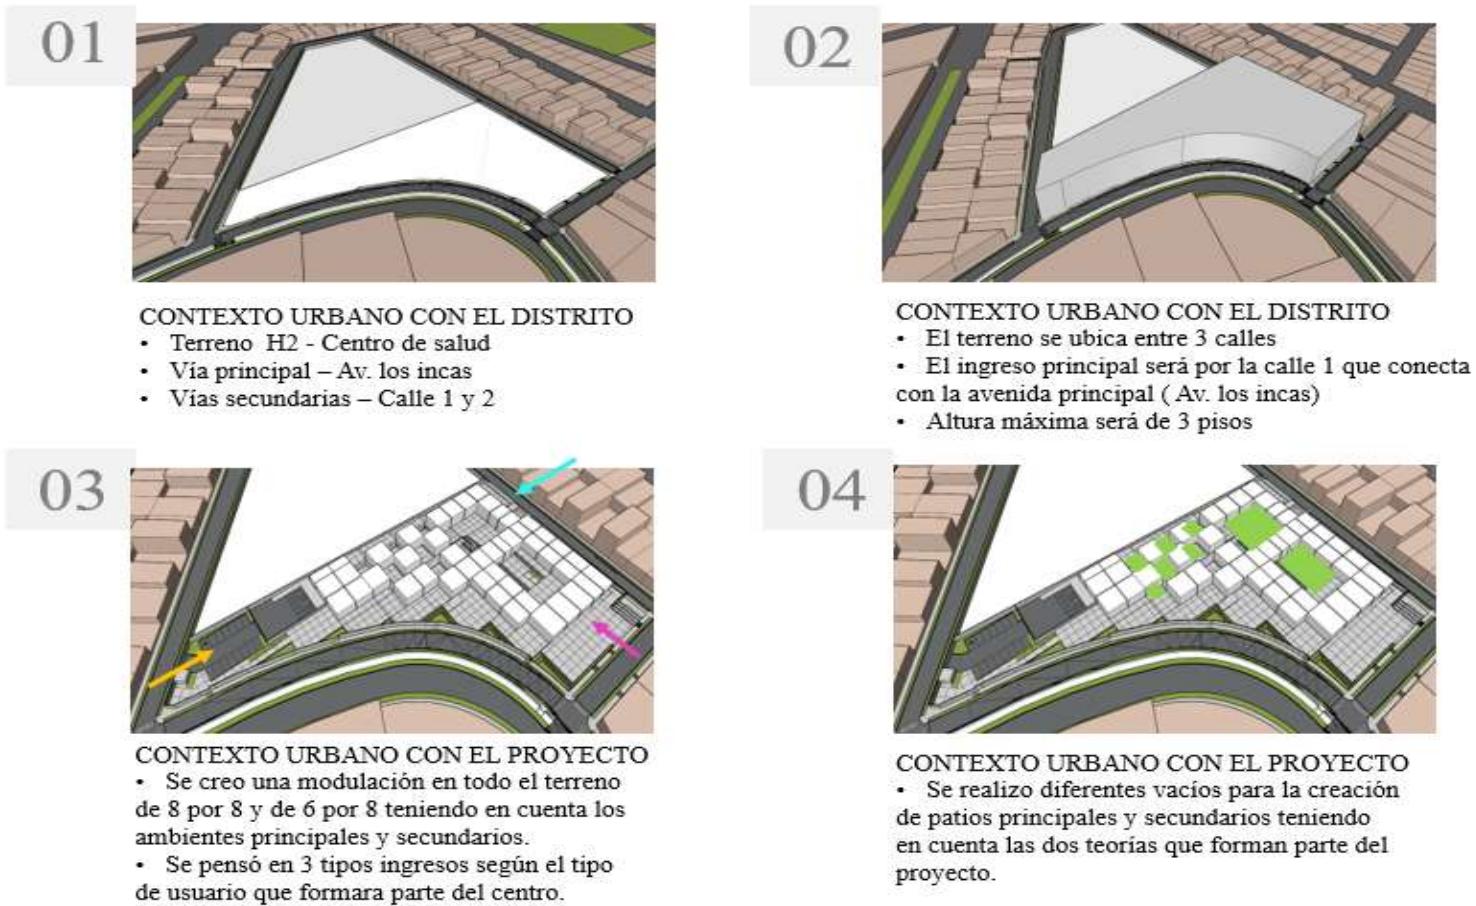 01
CONTEXTO URBANO CON EL DISTRITO
• Terreno H2 - Centro de salud
• Vía principal – Av. los incas
• Vías secundarias – Calle 1 y 2
02
CONTEXTO URBANO CON EL DISTRITO
• El terreno se ubica entre 3 calles
• El ingreso principal será por la calle 1 que conecta
con la avenida principal ( Av. los incas)
• Altura máxima será de 3 pisos
03
CONTEXTO URBANO CON EL PROYECTO
• Se creo una modulación en todo el terreno
de 8 por 8 y de 6 por 8 teniendo en cuenta los
ambientes principales y secundarios.
• Se pensó en 3 tipos ingresos según el tipo
de usuario que formara parte del centro.
04
CONTEXTO URBANO CON EL PROYECTO
• Se realizo diferentes vacíos para la creación
de patios principales y secundarios teniendo
en cuenta las dos teorías que forman parte del
proyecto.